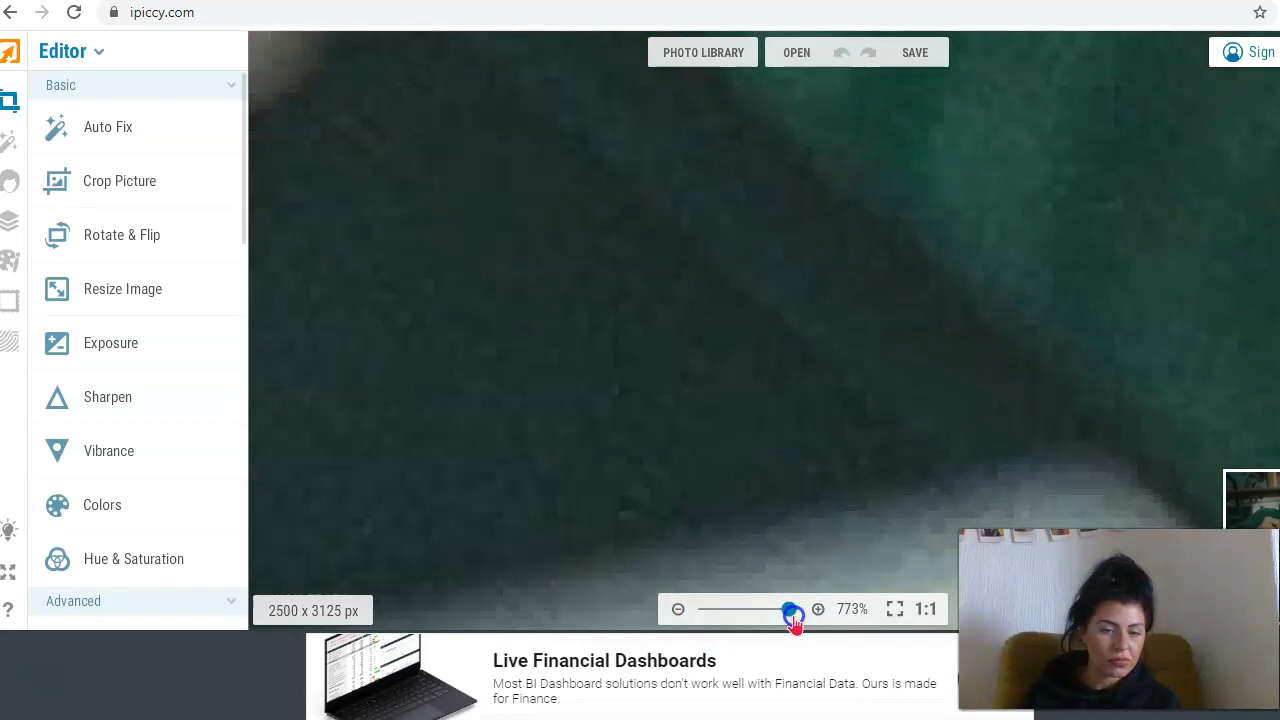 ipiccy.com
Editor
PHOTO LIBRARY
OPEN
SAVE
Sign
Basic
Auto Fix
Crop Picture
Rotate & Flip
Resize Image
Exposure
Sharpen
Vibrance
Colors
Hue & Saturation
Advanced
?
2500 x 3125 px
773%
1:1
Live Financial Dashboards
Most BI Dashboard solutions don't work well with Financial Data. Ours is made
for Finance.